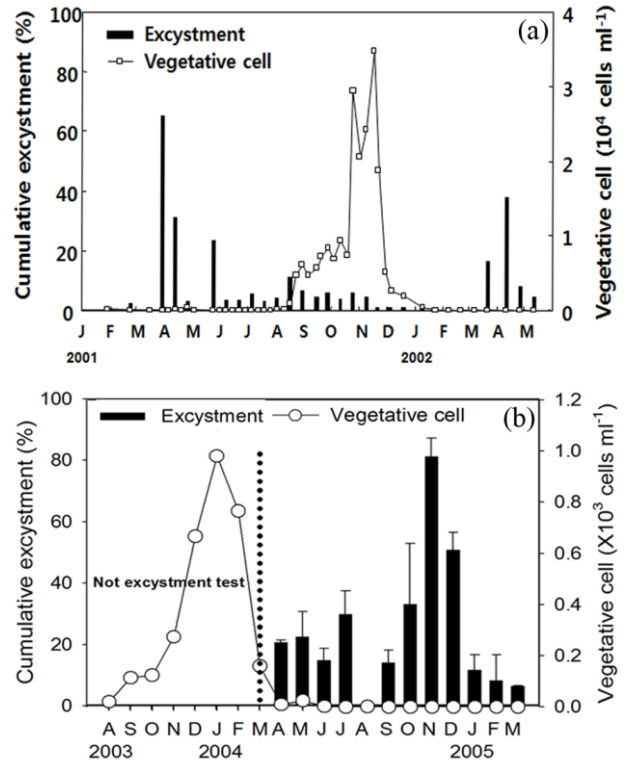 (a)
Excystment
Vegetative cell
Cumulative excystment (%)
100
80
60
40
20
0
Vegetative cell (10⁴ cells ml⁻¹)
4
3
2
1
0
J F M A M J J A S O N D J F M A M
2001 2002
(b)
Excystment Vegetative cell
Cumulative excystment (%)
100
80
60
40
20
0
Not excystment test
Vegetative cell (X10³ cells ml⁻¹)
1.2
1.0
0.8
0.6
0.4
0.2
0.0
A S O N D J F M A M J J A S O N D J F M
2003 2004 2005